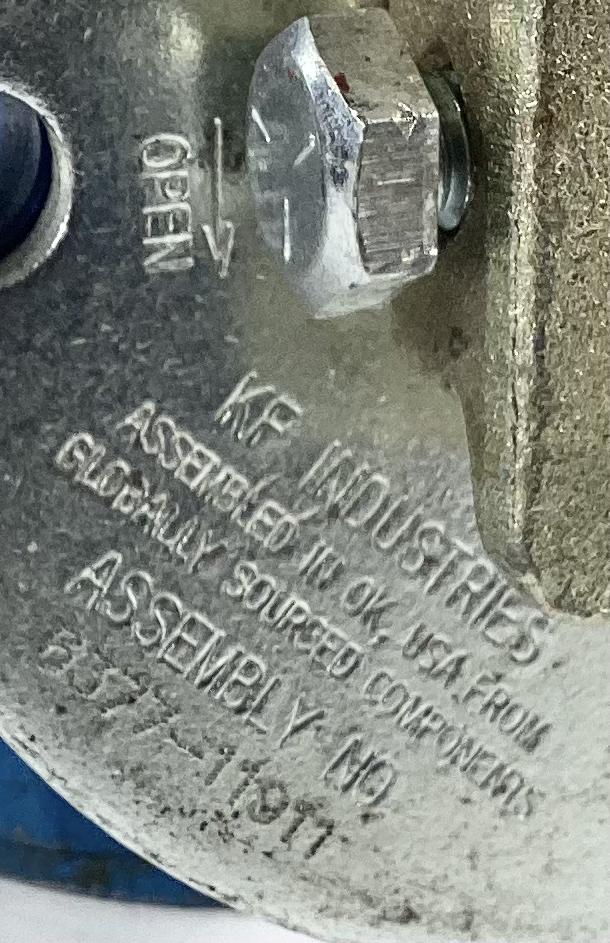 OPEN
KF INDUSTRIES
ASSEMBLED IN OK, USA FROM
GLOBALLY SOURCED COMPONENTS
ASSEMBLY NO.